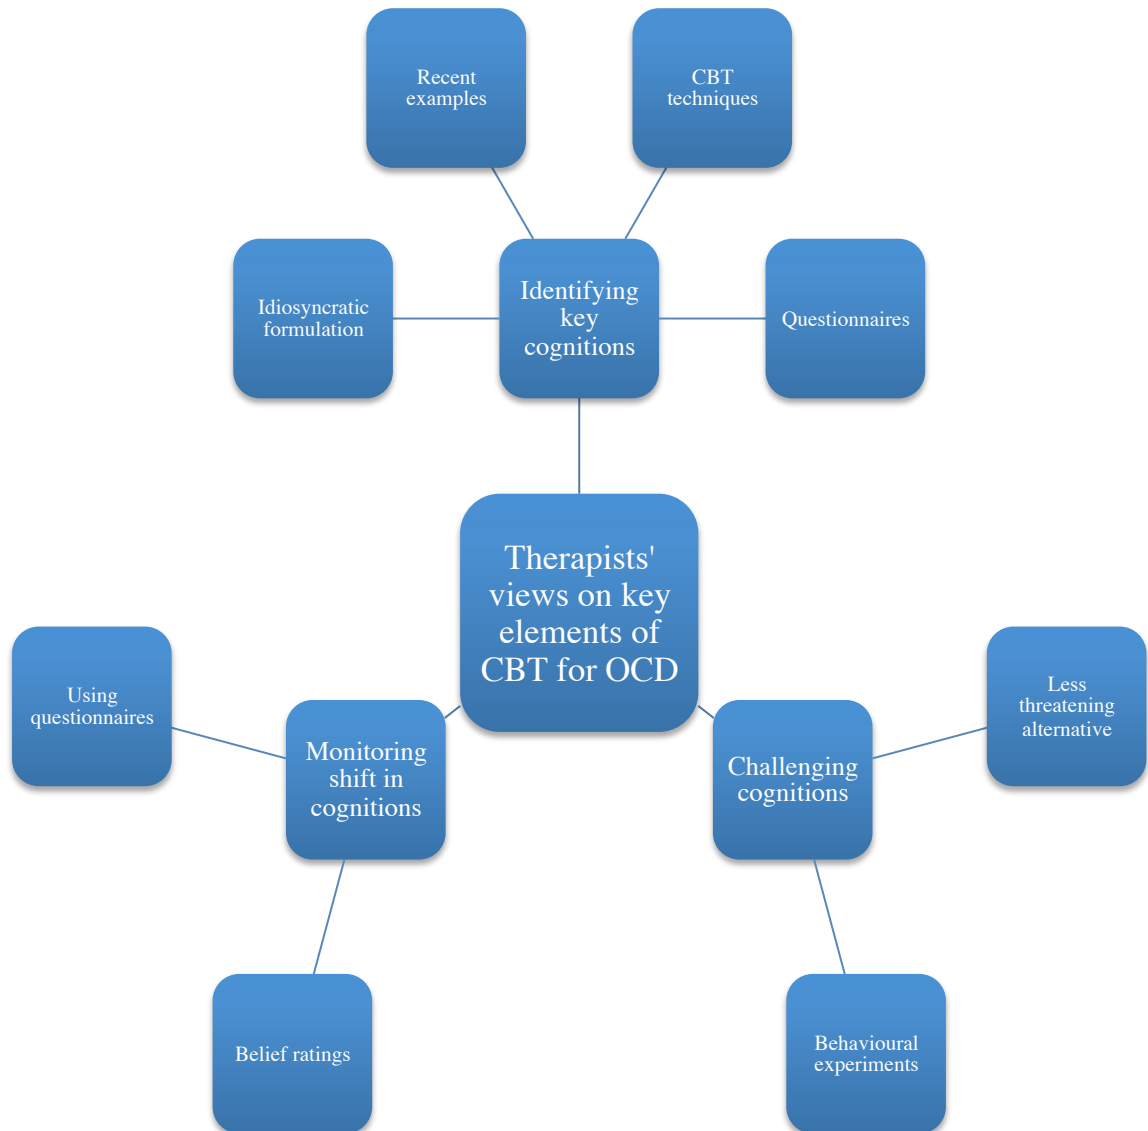 Recent
examples
CBT
techniques
Idiosyncratic
formulation
Identifying
key
cognitions
Questionnaires
Therapists'
views on key
elements of
CBT for OCD
Using
questionnaires
Monitoring
shift in
cognitions
Challenging
cognitions
Less
threatening
alternative
Belief ratings
Behavioural
experiments